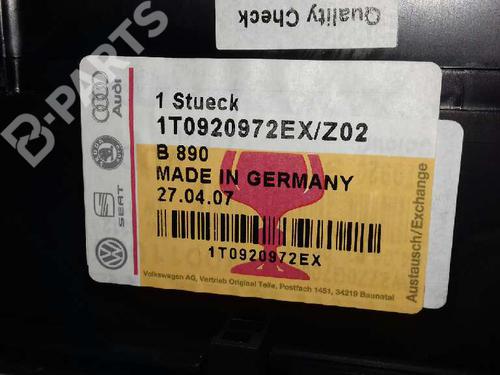 Quality Check
B-PARTS
Audi
SEAT
1 Stueck
1T0920972EX/Z02
B 890
MADE IN GERMANY
27.04.07
1T0920972EX
Volkswagen AG, Vertrieb Original Teile, Postfach 1451, 34219 Baunatal
Austausch/Exchange